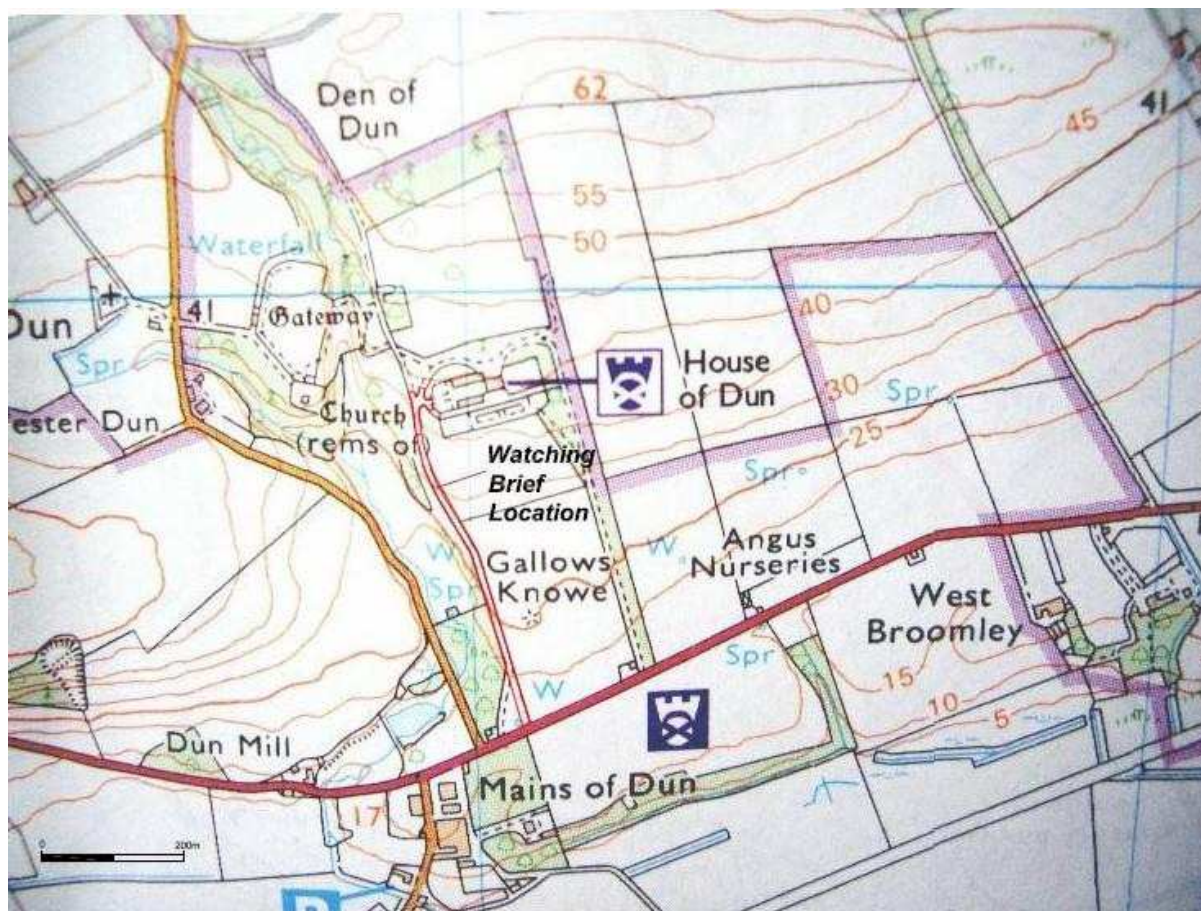 Den of
Dun
62
41
45
55
50
Waterfall
41
Gateway
40
Dun
Spr
House
of Dun
30
Spr
ester Dun
Church
(rems of)
25
Watching
Brief
Location
Spr
W
Spr
Gallows
Knowe
W
Angus
Nurseries
West
Broomley
Spr
W
15
10
5
Dun Mill
Mains of Dun
17
0
200m
P